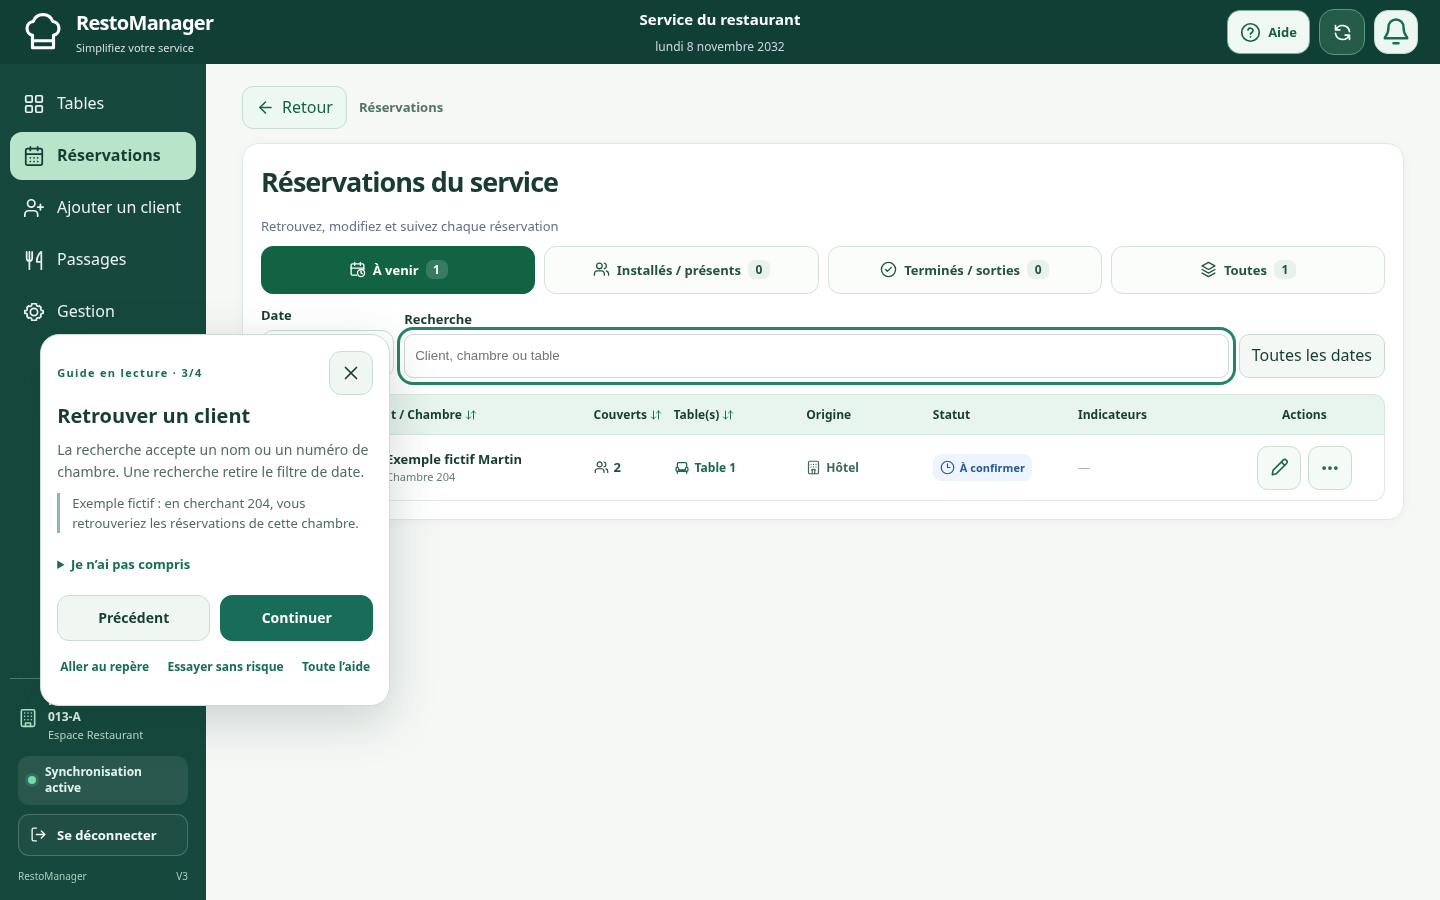 RestoManager
Simplifiez votre service
Service du restaurant
lundi 8 novembre 2032
Aide
Tables
Réservations
Ajouter un client
Passages
Gestion
Retour
Réservations
Réservations du service
Retrouvez, modifiez et suivez chaque réservation
À venir 1
Installés / présents 0
Terminés / sorties 0
Toutes 1
Date
Recherche
Client, chambre ou table
Toutes les dates
/ Chambre
Couverts
Table(s)
Origine
Statut
Indicateurs
Actions
Exemple fictif Martin
Chambre 204
2
Table 1
Hôtel
À confirmer
—
Guide en lecture · 3/4
Retrouver un client
La recherche accepte un nom ou un numéro de
chambre. Une recherche retire le filtre de date.
Exemple fictif : en cherchant 204, vous
retrouveriez les réservations de cette chambre.
Je n’ai pas compris
Précédent
Continuer
Aller au repère
Essayer sans risque
Toute l’aide
013-A
Espace Restaurant
Synchronisation
active
Se déconnecter
RestoManager
V3